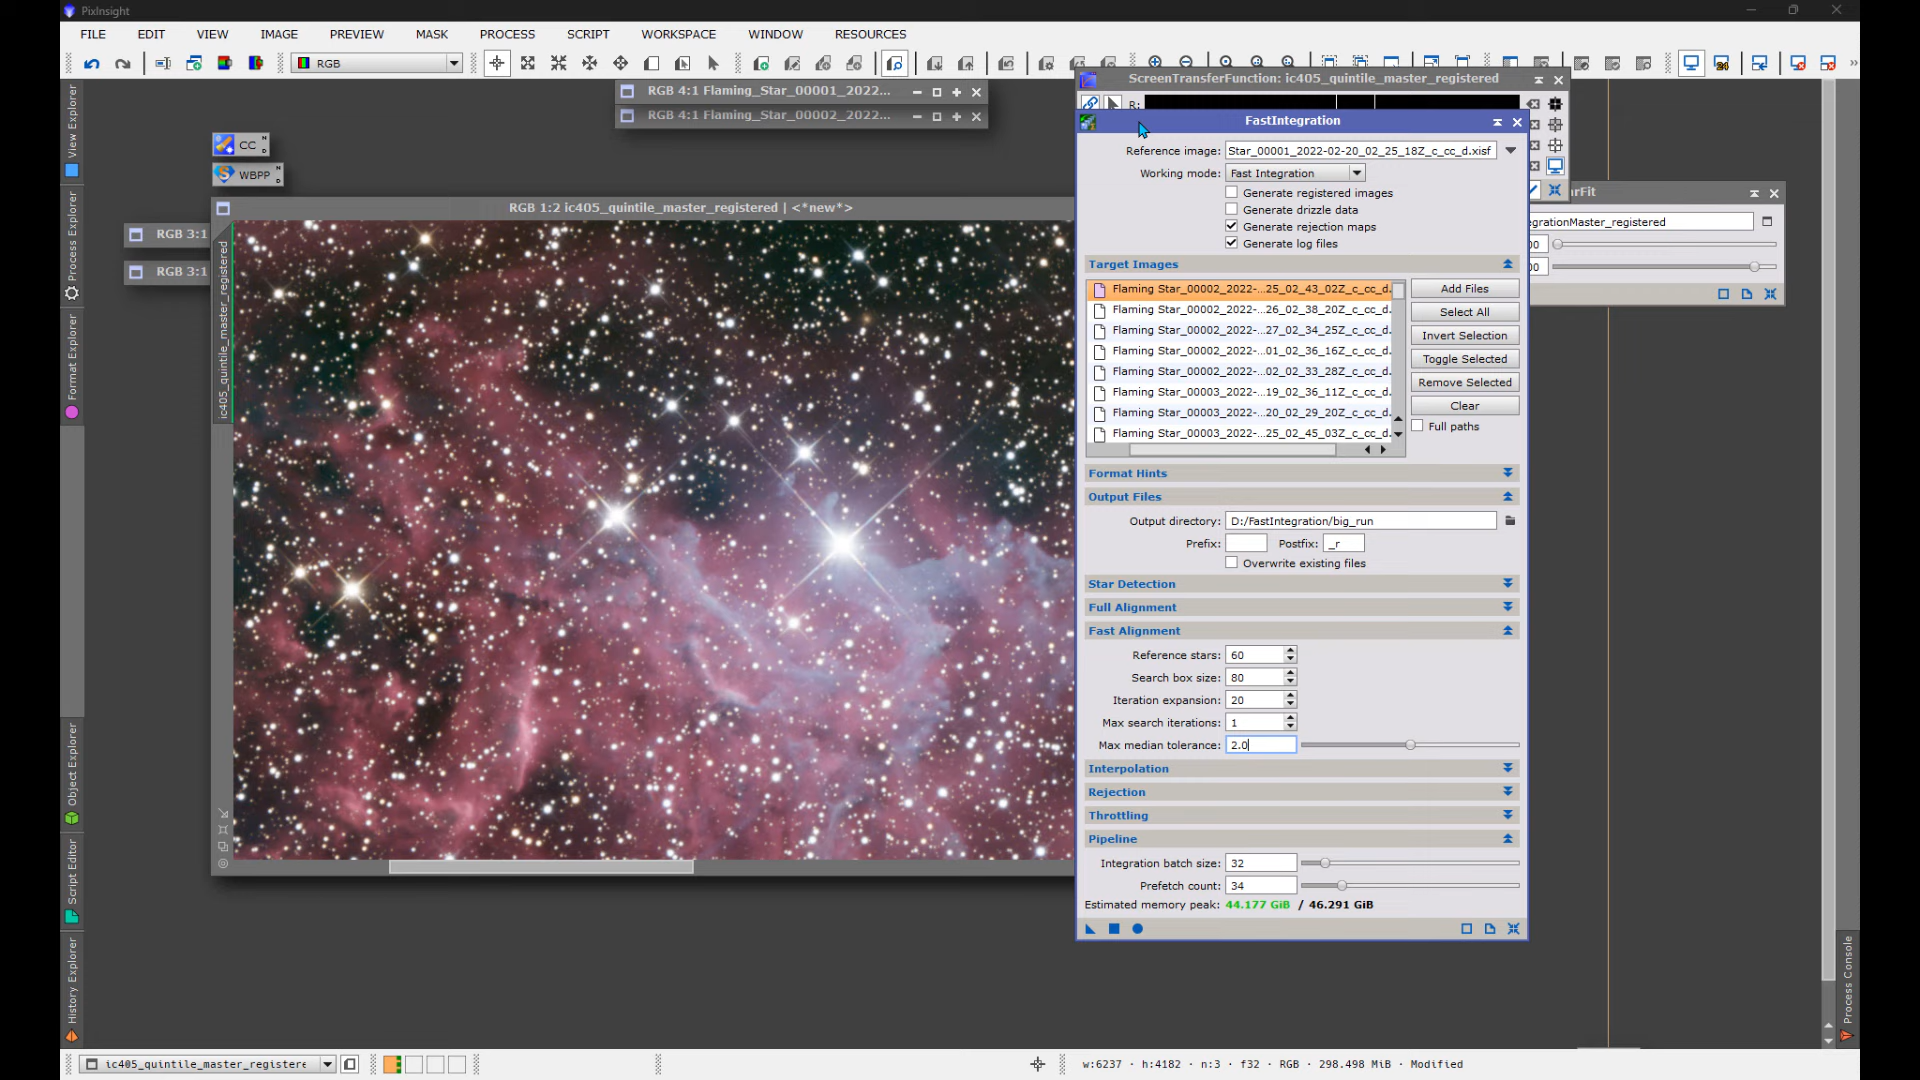 PixInsight
FILE EDIT VIEW IMAGE PREVIEW MASK PROCESS SCRIPT WORKSPACE WINDOW RESOURCES
RGB
View Explorer
Process Explorer
Format Explorer
Object Explorer
Script Editor
History Explorer
RGB 4:1 Flaming_Star_00001_2022...
RGB 4:1 Flaming_Star_00002_2022...
CC
WBPP
RGB 3:1
RGB 3:1
RGB 1:2 ic405_quintile_master_registered | <*new*>
ic405_quintile_master_registered
ScreenTransferFunction: ic405_quintile_master_registered
R:
FastIntegration
Reference image: Star_00001_2022-02-20_02_25_18Z_c_cc_d.xisf
Working mode: Fast Integration
Generate registered images
Generate drizzle data
Generate rejection maps
Generate log files
Target Images
Flaming Star_00002_2022-...25_02_43_02Z_c_cc_d.
Flaming Star_00002_2022-...26_02_38_20Z_c_cc_d.
Flaming Star_00002_2022-...27_02_34_25Z_c_cc_d.
Flaming Star_00002_2022-...01_02_36_16Z_c_cc_d.
Flaming Star_00002_2022-...02_02_33_28Z_c_cc_d.
Flaming Star_00003_2022-...19_02_36_11Z_c_cc_d.
Flaming Star_00003_2022-...20_02_29_20Z_c_cc_d.
Flaming Star_00003_2022-...25_02_45_03Z_c_cc_d.
Add Files
Select All
Invert Selection
Toggle Selected
Remove Selected
Clear
Full paths
Format Hints
Output Files
Output directory: D:/FastIntegration/big_run
Prefix: Postfix: _r
Overwrite existing files
Star Detection
Full Alignment
Fast Alignment
Reference stars: 60
Search box size: 80
Iteration expansion: 20
Max search iterations: 1
Max median tolerance: 2.0
Interpolation
Rejection
Throttling
Pipeline
Integration batch size: 32
Prefetch count: 34
Estimated memory peak: 44.177 GiB / 46.291 GiB
arFit
egrationMaster_registered
00
00
Process Console
ic405_quintile_master_registere
w:6237 · h:4182 · n:3 · f32 · RGB · 298.498 MiB · Modified